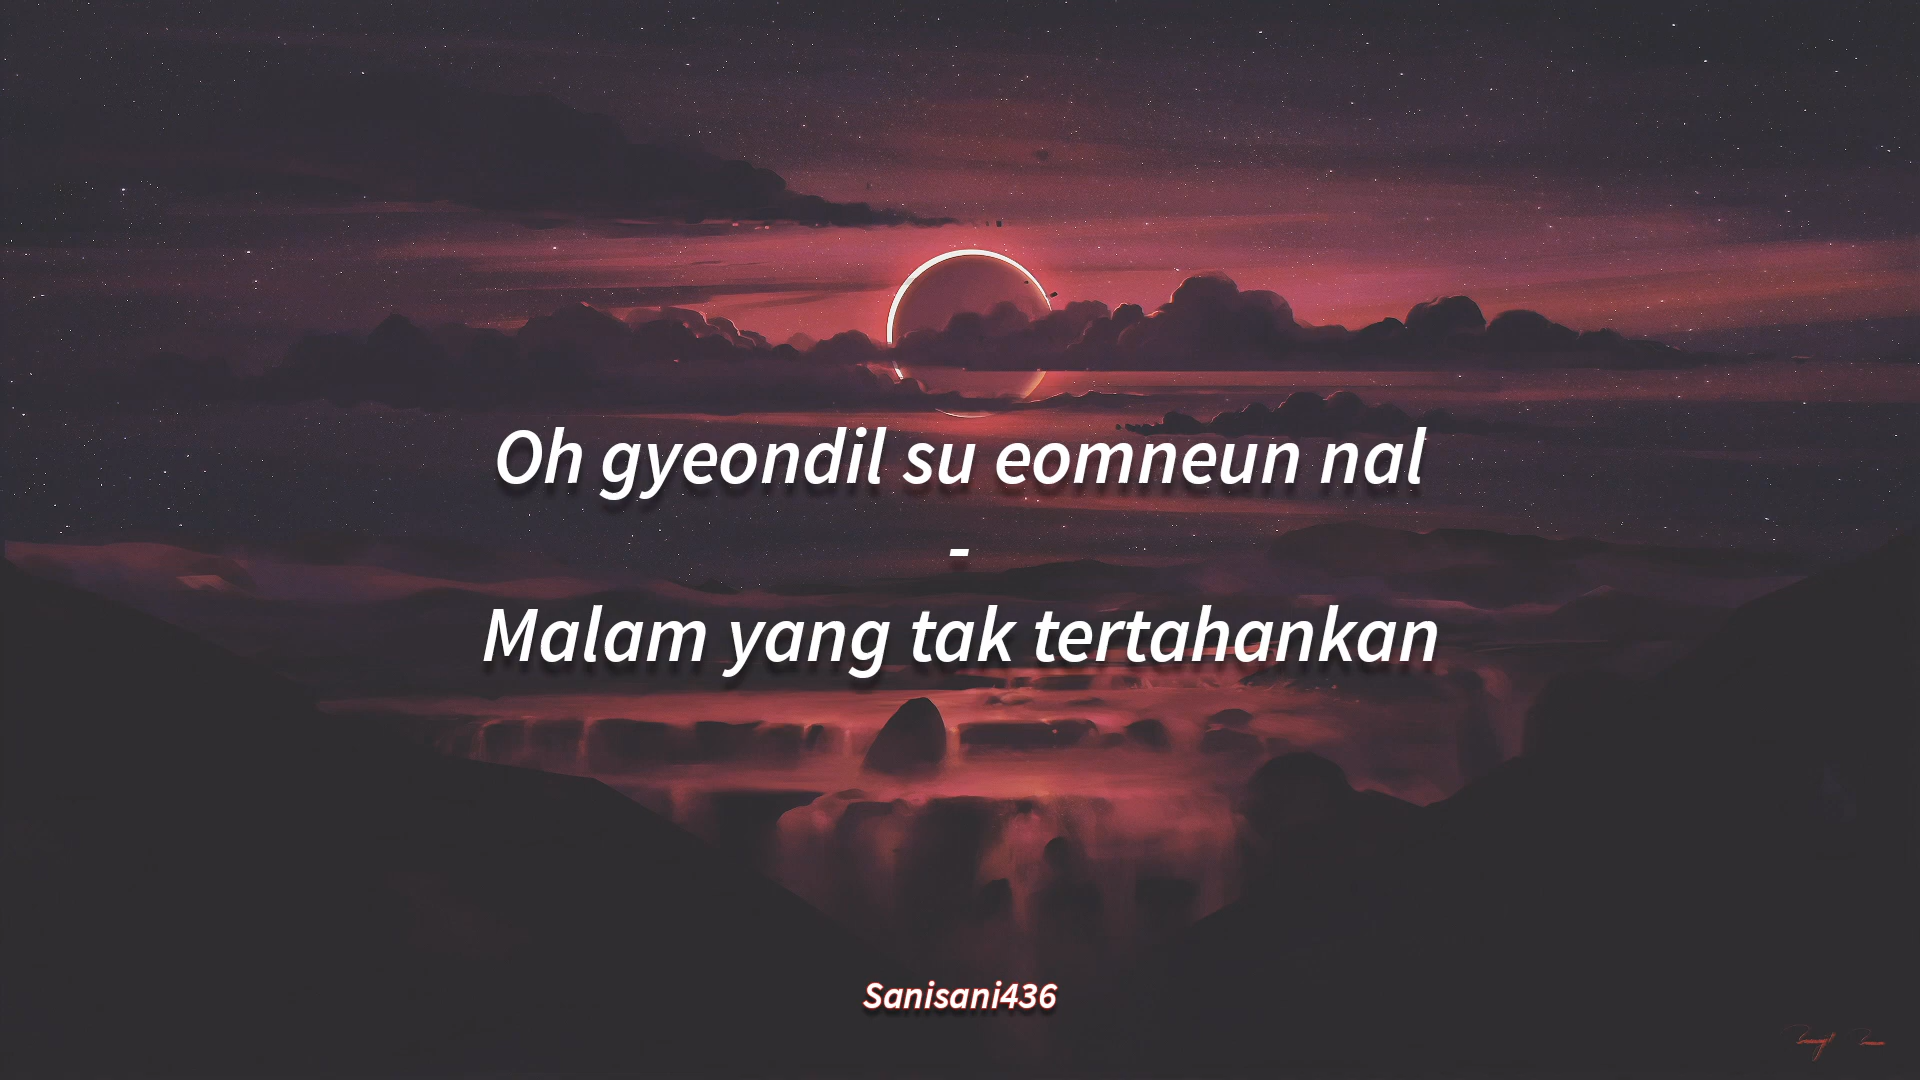 Oh gyeondil su eomneun nal
-
Malam yang tak tertahankan
Sanisani436